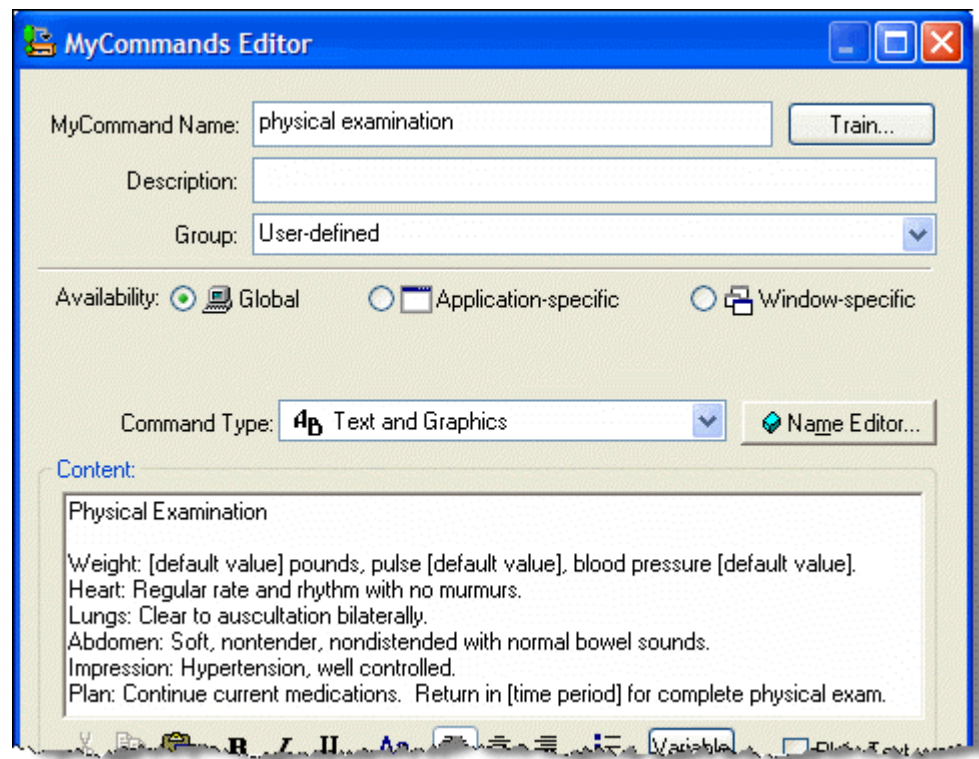 MyCommands Editor
MyCommand Name: physical examination Train...
Description:
Group: User-defined
Availability: Global Application-specific Window-specific
Command Type: AB Text and Graphics Name Editor...
Content:
Physical Examination
Weight: [default value] pounds, pulse [default value], blood pressure [default value].
Heart: Regular rate and rhythm with no murmurs.
Lungs: Clear to auscultation bilaterally.
Abdomen: Soft, nontender, nondistended with normal bowel sounds.
Impression: Hypertension, well controlled.
Plan: Continue current medications.  Return in [time period] for complete physical exam.
B I U Aa Variable Plain Text